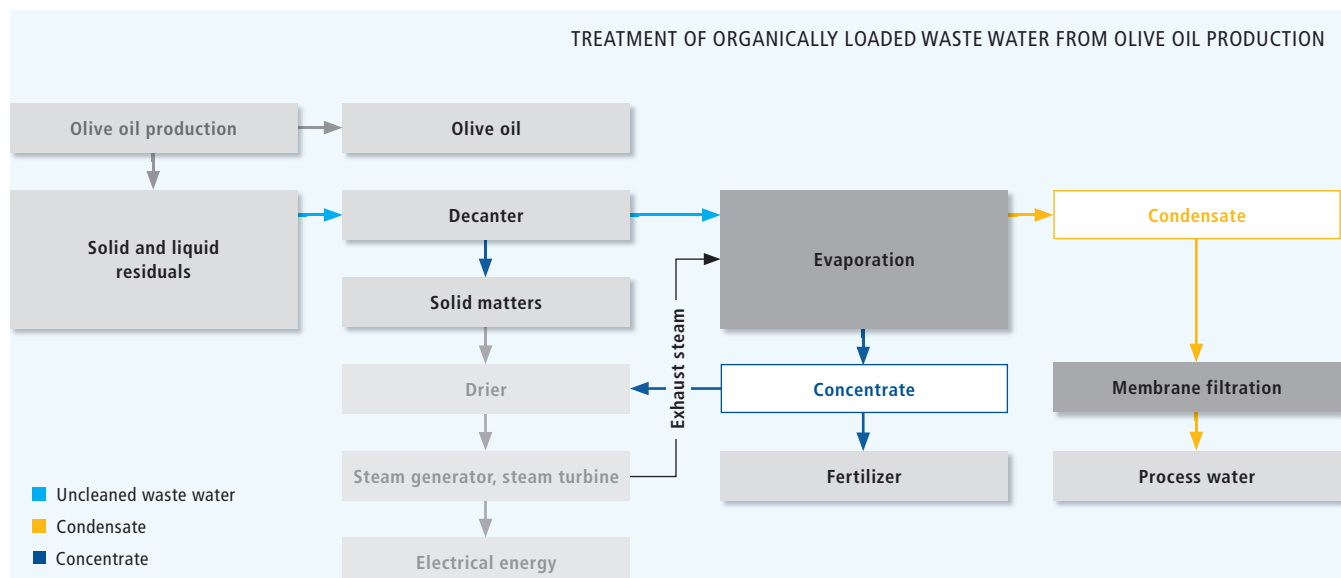 TREATMENT OF ORGANICALLY LOADED WASTE WATER FROM OLIVE OIL PRODUCTION
Olive oil production
Olive oil
Solid and liquid
residuals
Decanter
Evaporation
Condensate
Solid matters
Exhaust steam
Drier
Concentrate
Membrane filtration
Steam generator, steam turbine
Fertilizer
Process water
Electrical energy
Uncleaned waste water
Condensate
Concentrate